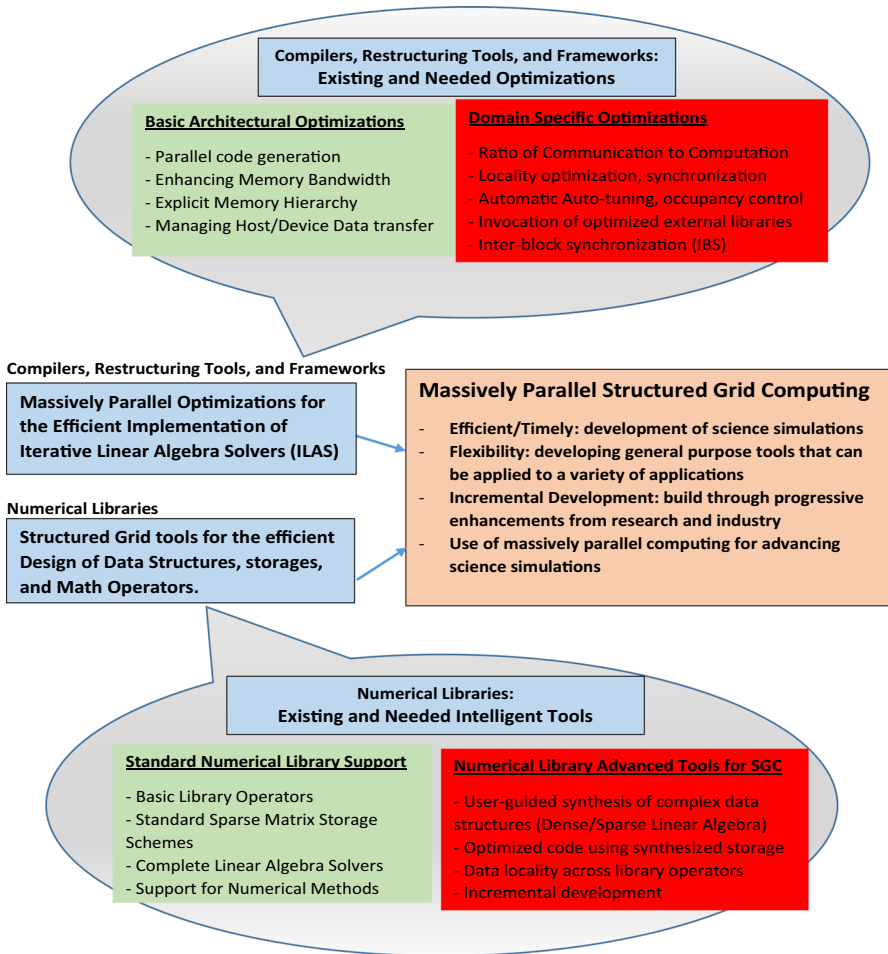 Compilers, Restructuring Tools, and Frameworks:
Existing and Needed Optimizations
Basic Architectural Optimizations
- Parallel code generation
- Enhancing Memory Bandwidth
- Explicit Memory Hierarchy
- Managing Host/Device Data transfer
Domain Specific Optimizations
- Ratio of Communication to Computation
- Locality optimization, synchronization
- Automatic Auto-tuning, occupancy control
- Invocation of optimized external libraries
- Inter-block synchronization (IBS)
Compilers, Restructuring Tools, and Frameworks
Massively Parallel Optimizations for
the Efficient Implementation of
Iterative Linear Algebra Solvers (ILAS)
Numerical Libraries
Structured Grid tools for the efficient
Design of Data Structures, storages,
and Math Operators.
Massively Parallel Structured Grid Computing
- Efficient/Timely: development of science simulations
- Flexibility: developing general purpose tools that can
be applied to a variety of applications
- Incremental Development: build through progressive
enhancements from research and industry
- Use of massively parallel computing for advancing
science simulations
Numerical Libraries:
Existing and Needed Intelligent Tools
Standard Numerical Library Support
- Basic Library Operators
- Standard Sparse Matrix Storage
Schemes
- Complete Linear Algebra Solvers
- Support for Numerical Methods
Numerical Library Advanced Tools for SGC
- User-guided synthesis of complex data
structures (Dense/Sparse Linear Algebra)
- Optimized code using synthesized storage
- Data locality across library operators
- Incremental development